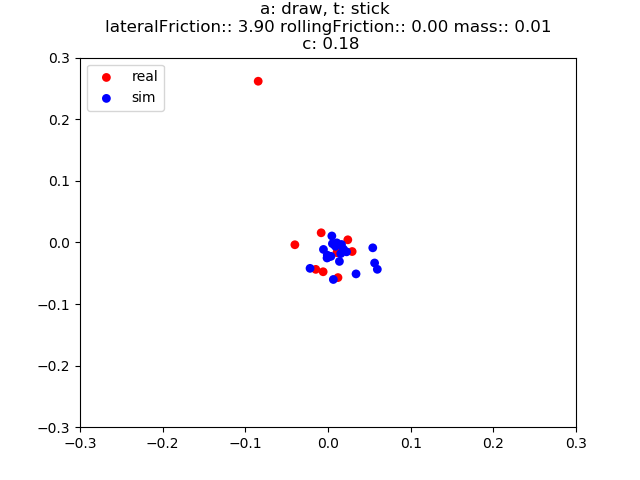 a: draw, t: stick
lateralFriction:: 3.90 rollingFriction:: 0.00 mass:: 0.01
c: 0.18
real
sim
0.3
0.2
0.1
0.0
−0.1
−0.2
−0.3
−0.3 −0.2 −0.1 0.0 0.1 0.2 0.3